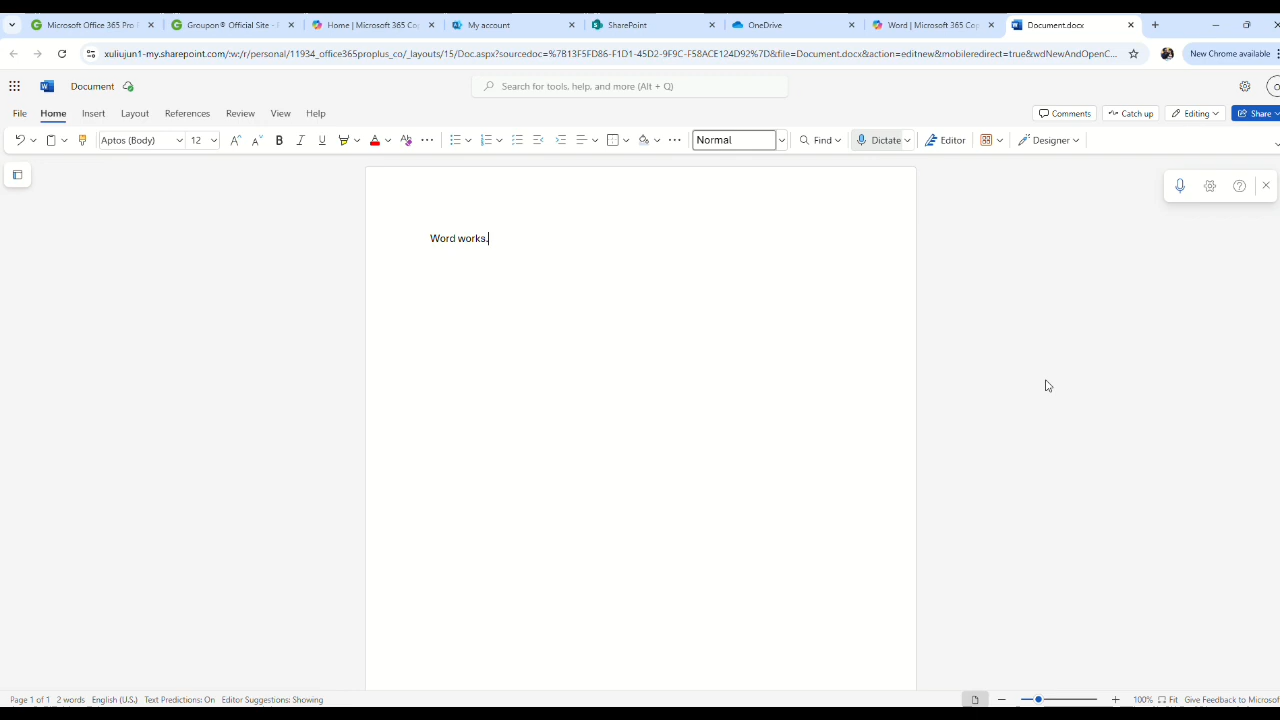 Microsoft Office 365 Pro
Groupon® Official Site -
Home | Microsoft 365 Co
My account
SharePoint
OneDrive
Word | Microsoft 365 Co
Document.docx
xuliujun1-my.sharepoint.com/:w:/r/personal/11934_office365proplus_co/_layouts/15/Doc.aspx?sourcedoc=%7B13F5FD86-F1D1-45D2-9F9C-F58ACE124D92%7D&file=Document.docx&action=editnew&mobileredirect=true&wdNewAndOpenC...
New Chrome available
Document
Search for tools, help, and more (Alt + Q)
File Home Insert Layout References Review View Help
Comments Catch up Editing Share
Aptos (Body) 12 B I U Normal Find Dictate Editor Designer
Word works.
Page 1 of 1 2 words English (U.S.) Text Predictions: On Editor Suggestions: Showing
100% Fit Give Feedback to Microsof